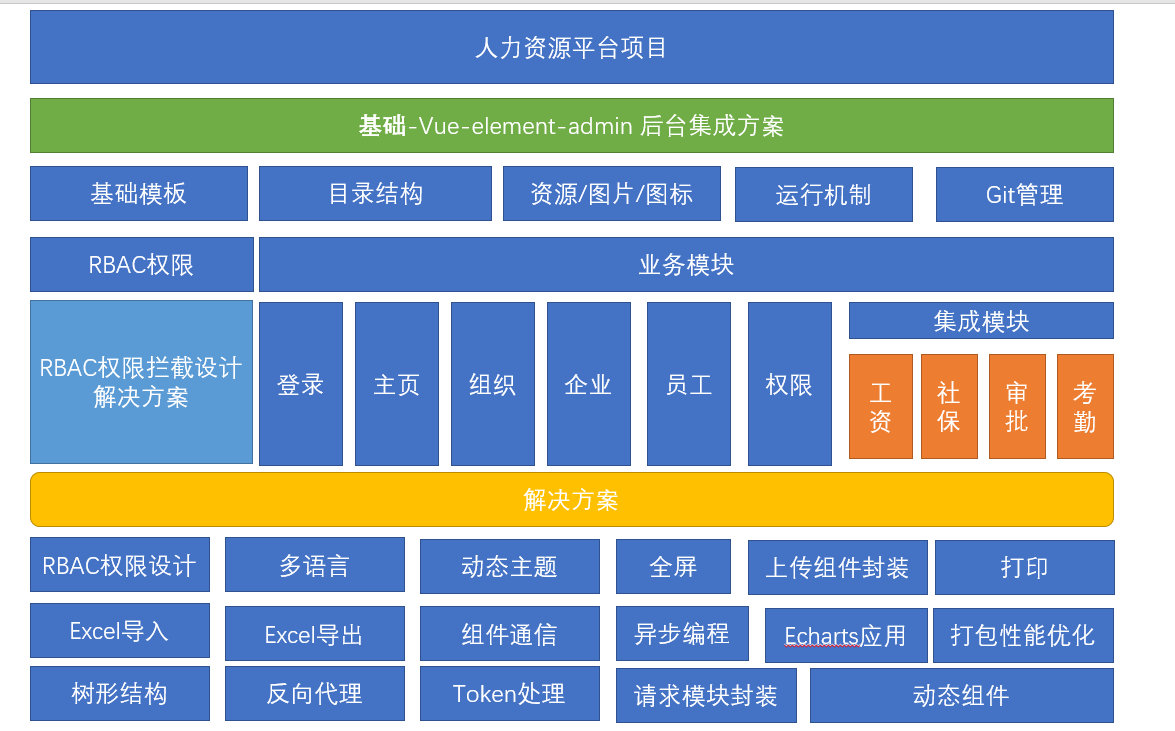 人力资源平台项目
基础-Vue-element-admin 后台集成方案
基础模板
目录结构
资源/图片/图标
运行机制
Git管理
RBAC权限
业务模块
RBAC权限拦截设计
解决方案
登录
主页
组织
企业
员工
权限
集成模块
工
资
社
保
审
批
考
勤
解决方案
RBAC权限设计
多语言
动态主题
全屏
上传组件封装
打印
Excel导入
Excel导出
组件通信
异步编程
Echarts应用
打包性能优化
树形结构
反向代理
Token处理
请求模块封装
动态组件